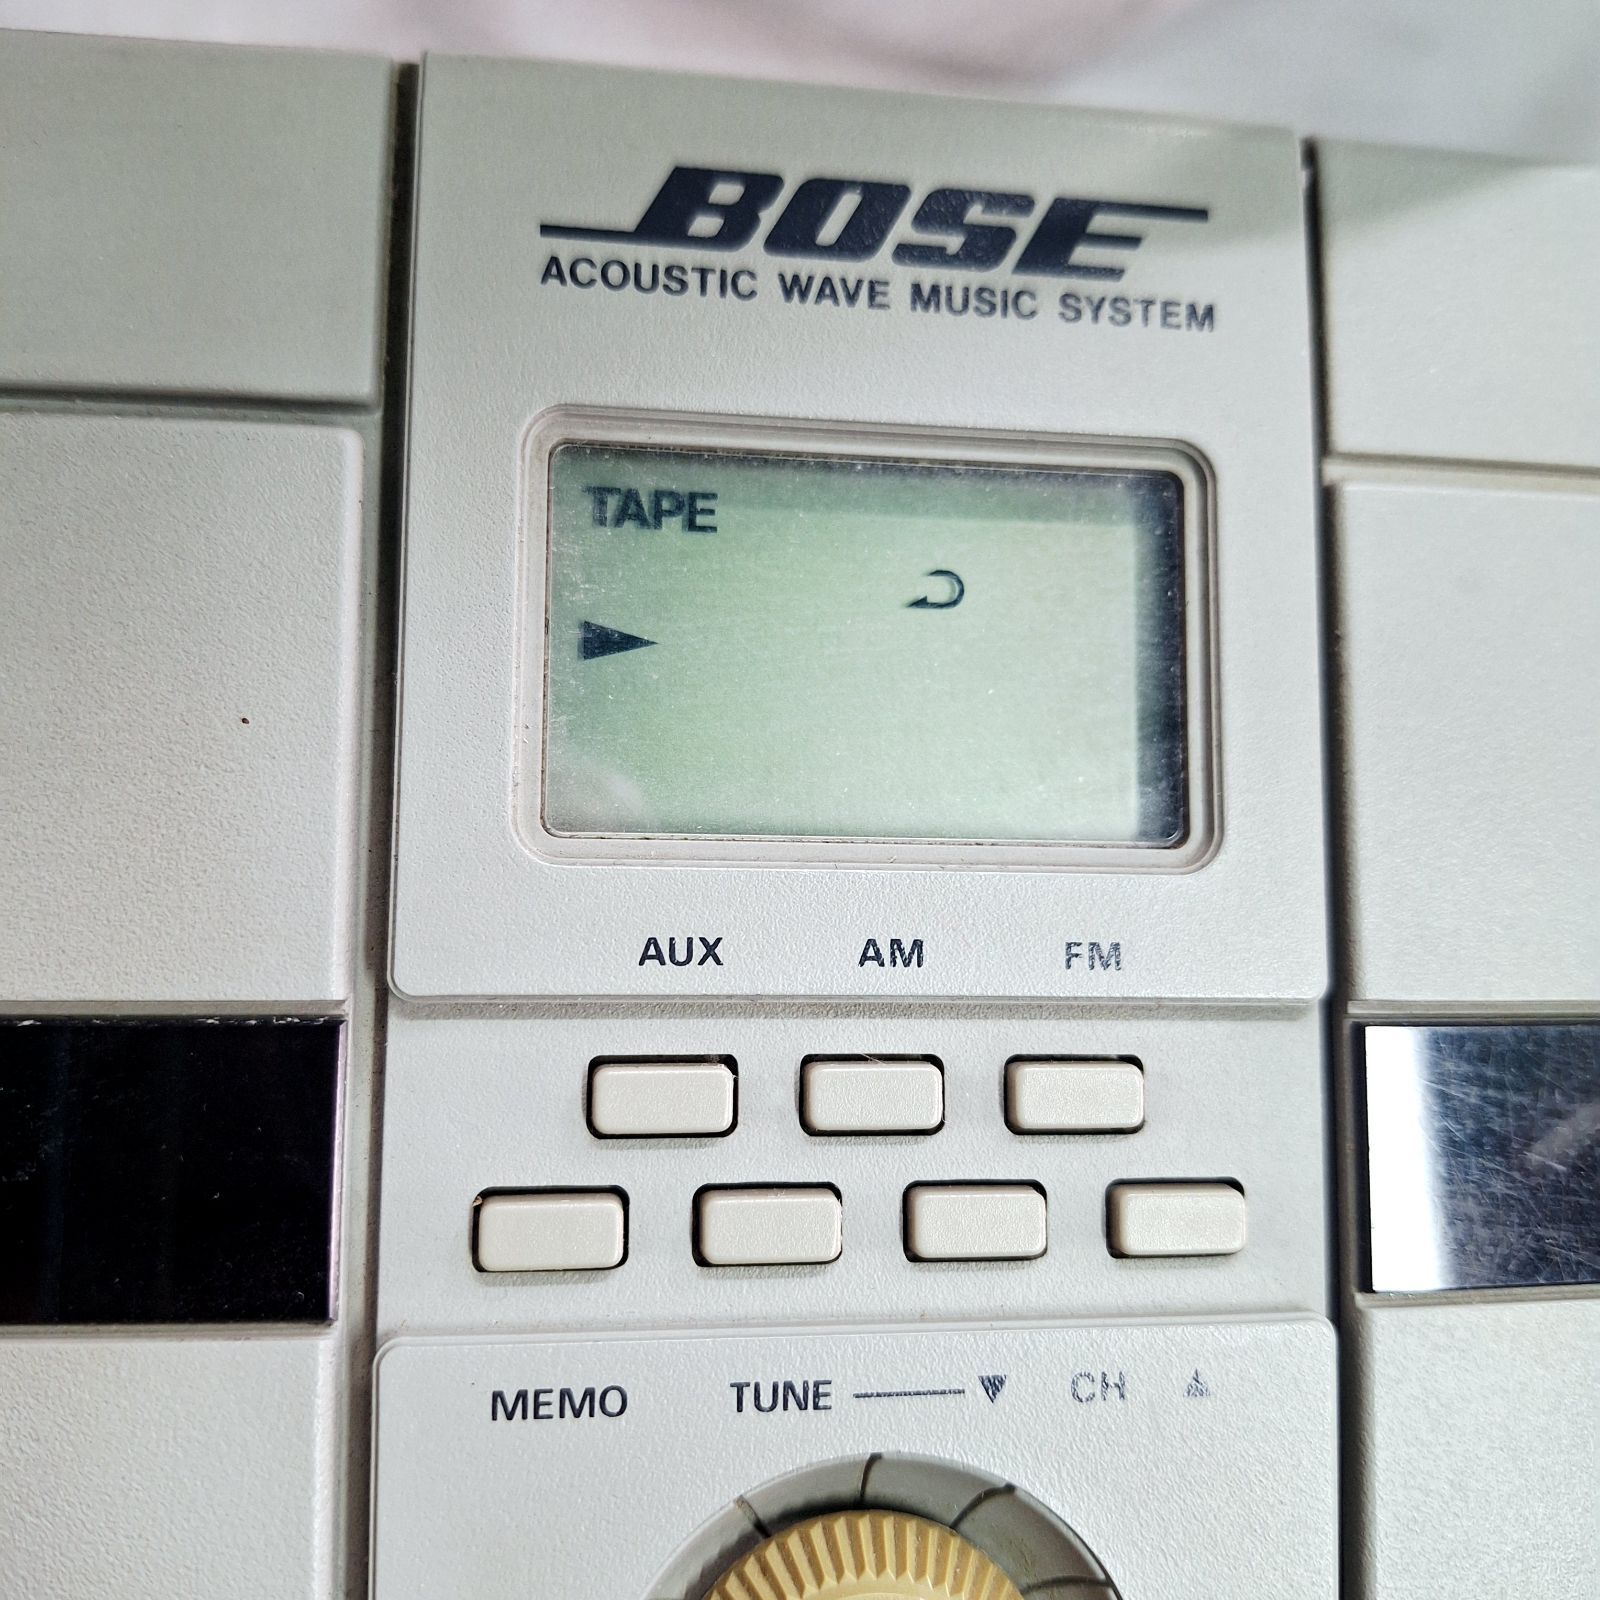 BOSE
ACOUSTIC WAVE MUSIC SYSTEM
TAPE
AUX AM FM
MEMO TUNE ▼ CH ▲